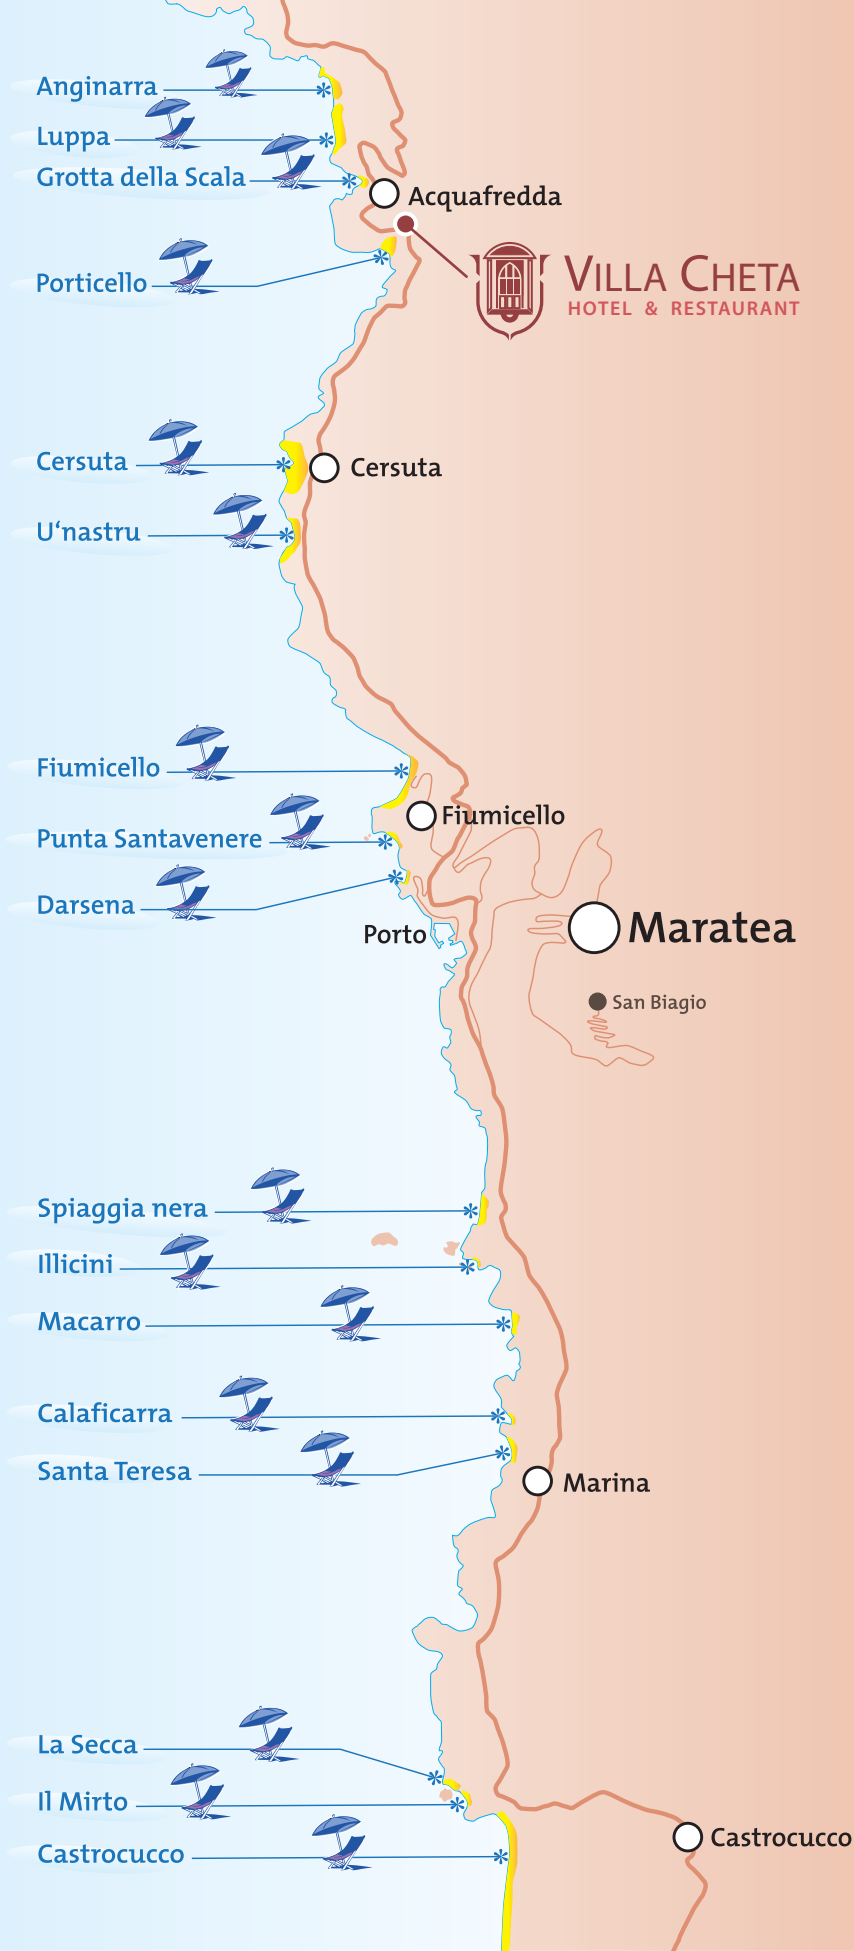 Anginarra
Luppa
Grotta della Scala
Acquafredda
VILLA CHETA
HOTEL & RESTAURANT
Porticello
Cersuta
Cersuta
U‘nastru
Fiumicello
Fiumicello
Punta Santavenere
Darsena
Porto
Maratea
San Biagio
Spiaggia nera
Illicini
Macarro
Calaficarra
Santa Teresa
Marina
La Secca
Il Mirto
Castrocucco
Castrocucco